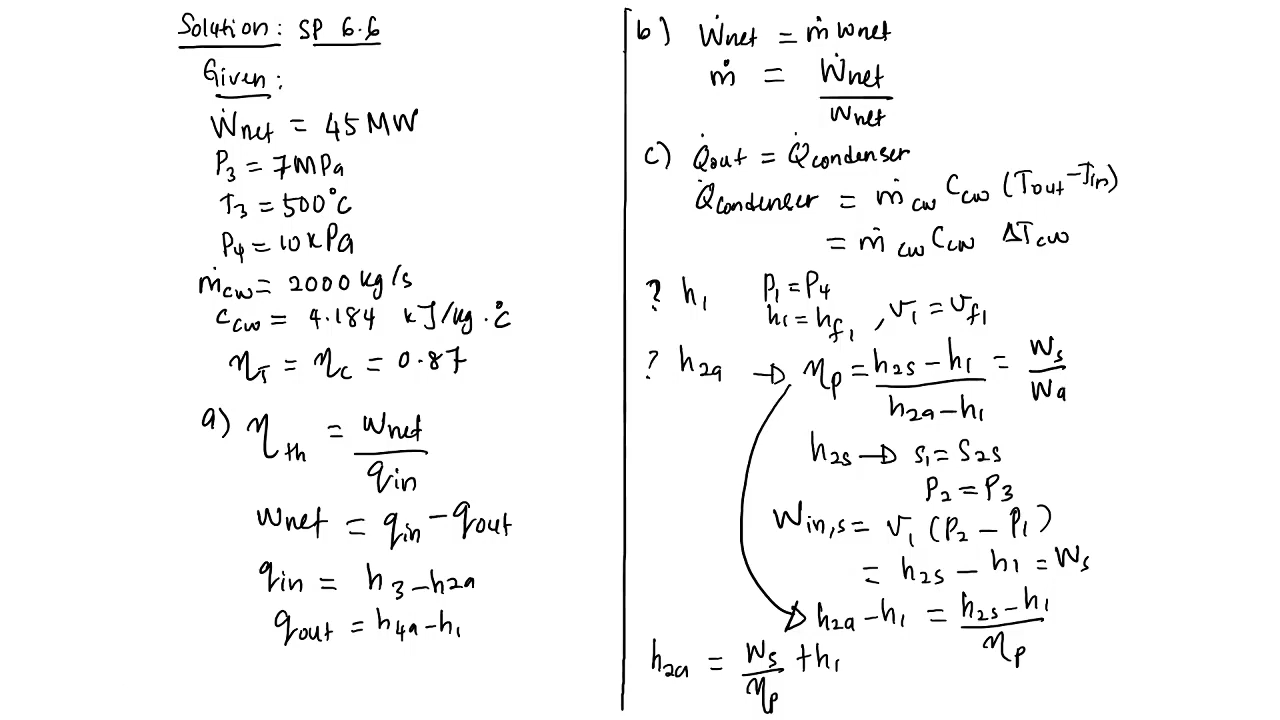 Solution: SP 6.6
Given:
Ẇnet = 45 MW
P3 = 7MPa
T3 = 500°C
P4 = 10kPa
ṁcw = 2000 kg/s
Ccw = 4.184 kJ/kg.°C
ηT = ηC = 0.87
a) ηth = wnet / qin
wnet = qin - qout
qin = h3 - h2a
qout = h4a - h1
b) Ẇnet = ṁ wnet
ṁ = Ẇnet / wnet
c) Q̇out = Q̇condenser
Q̇condenser = ṁcw Ccw (Tout - Tin)
= ṁcw Ccw ΔTcw
? h1 P1 = P4
h1 = hf1, v1 = vf1
? h2a → ηp = h2s - h1 / h2a - h1 = Ws / Wa
h2s → s1 = s2s
P2 = P3
Win,s = v1 (P2 - P1)
= h2s - h1 = Ws
h2a - h1 = h2s - h1 / ηp
h2a = Ws / ηp + h1